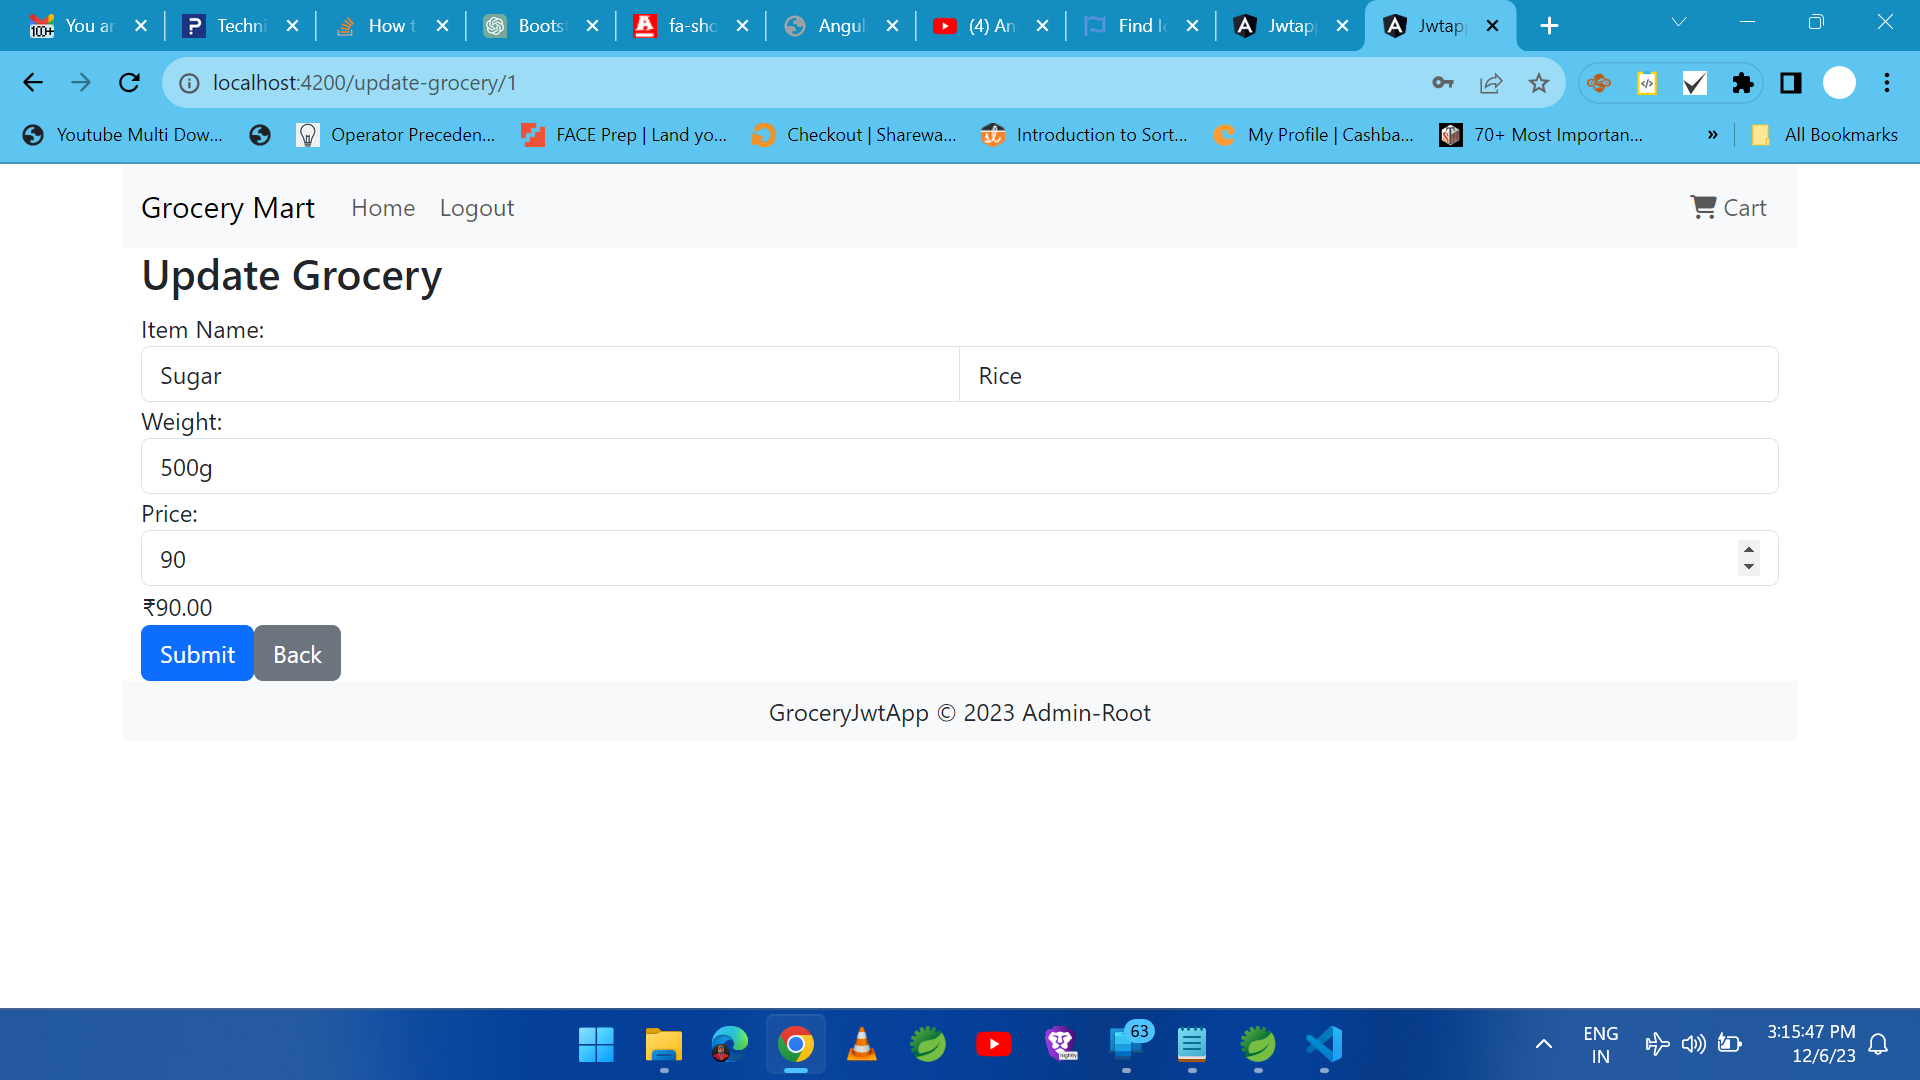 You ar
Techni
How t
Boots
fa-sho
Angul
(4) An
Find Ic
Jwtap
Jwtap
localhost:4200/update-grocery/1
Youtube Multi Dow...
Operator Preceden...
FACE Prep | Land yo...
Checkout | Sharewa...
Introduction to Sort...
My Profile | Cashba...
70+ Most Importan...
»
All Bookmarks
Grocery Mart
Home
Logout
Cart
Update Grocery
Item Name:
Sugar
Rice
Weight:
500g
Price:
90
₹90.00
Submit
Back
GroceryJwtApp © 2023 Admin-Root
63
ENG
IN
3:15:47 PM
12/6/23